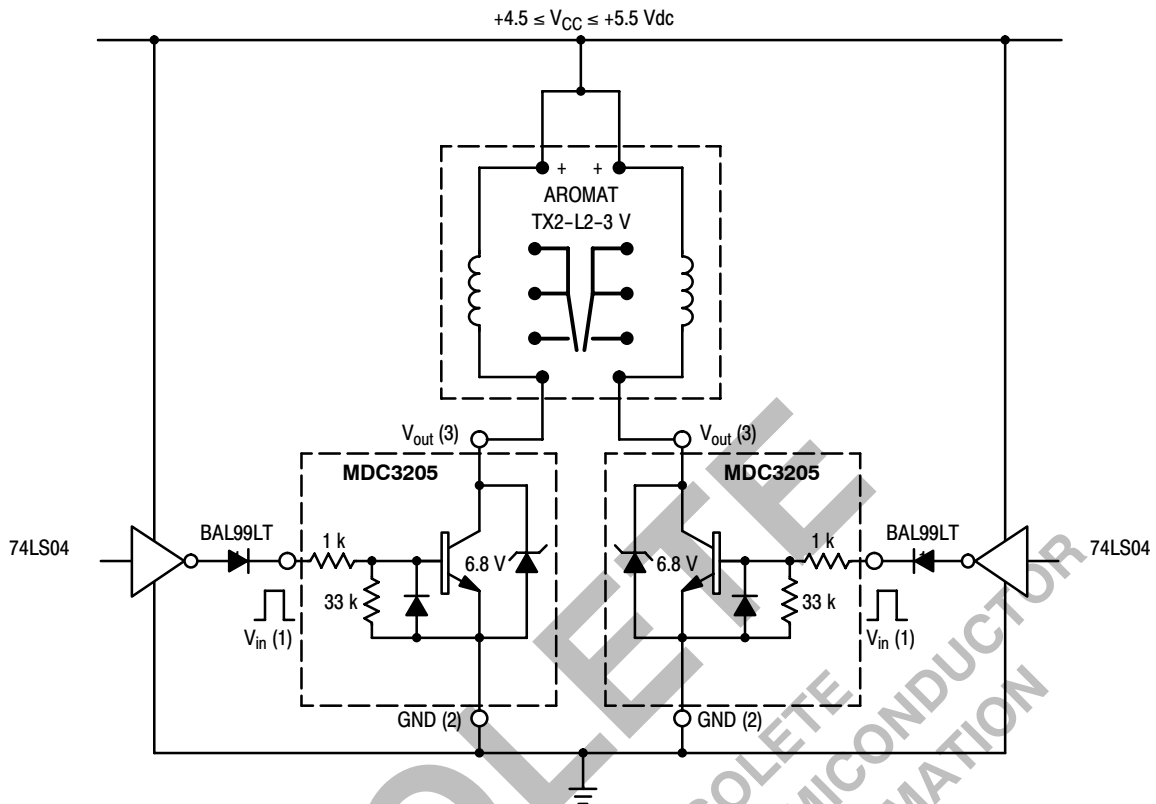 +4.5 ≤ VCC ≤ +5.5 Vdc
+ +
AROMAT
TX2–L2–3 V
Vout (3)
Vout (3)
MDC3205
MDC3205
74LS04
BAL99LT
1 k
6.8 V
33 k
Vin (1)
6.8 V
1 k
33 k
BAL99LT
74LS04
Vin (1)
GND (2)
GND (2)